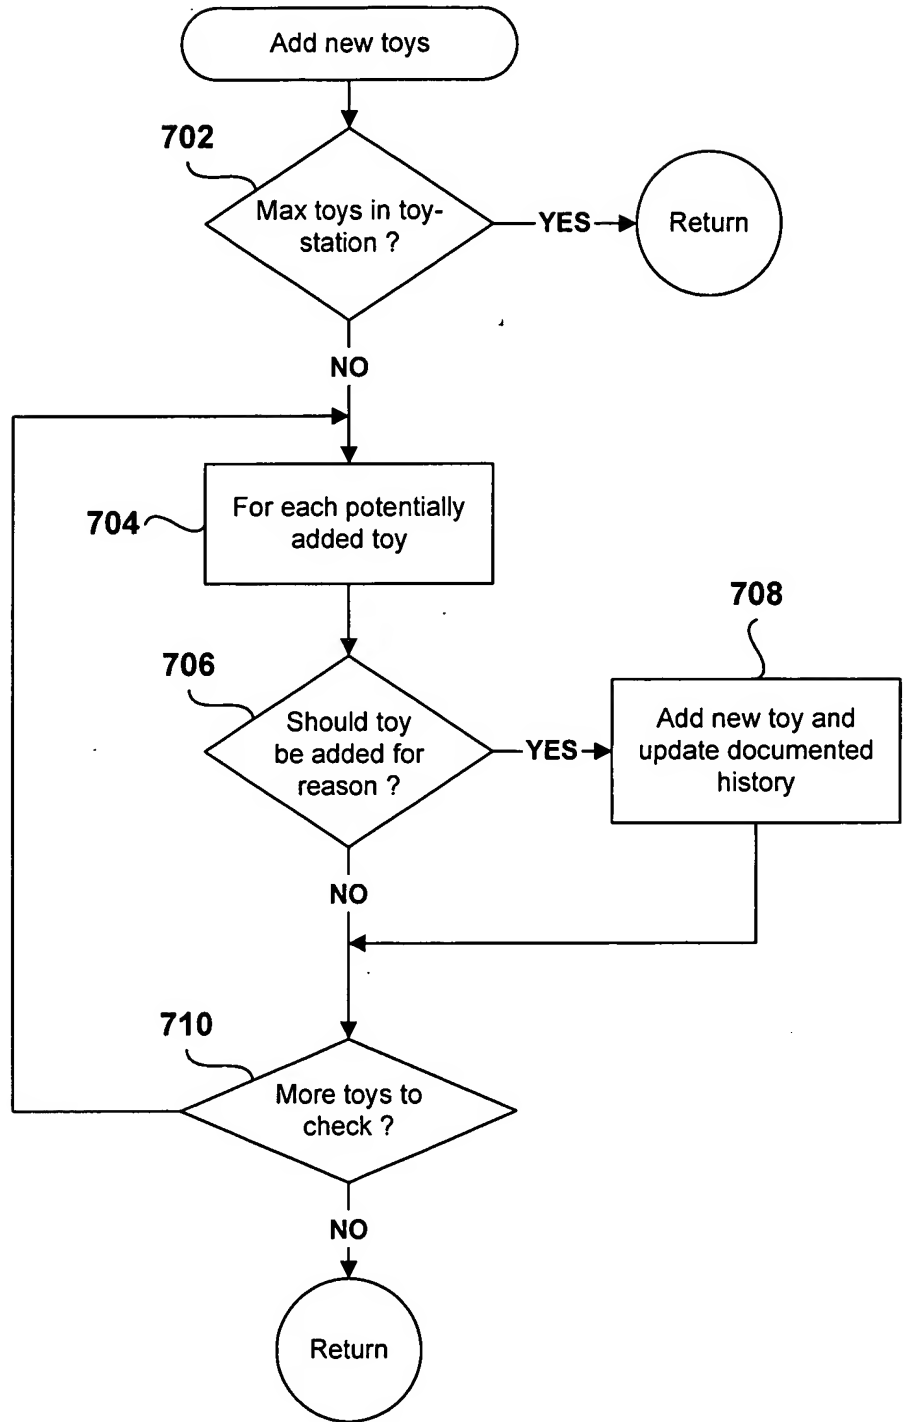 Add new toys
702
Max toys in toy-
station ?
YES
Return
NO
704
For each potentially
added toy
708
706
Should toy
be added for
reason ?
YES
Add new toy and
update documented
history
NO
710
More toys to
check ?
NO
Return